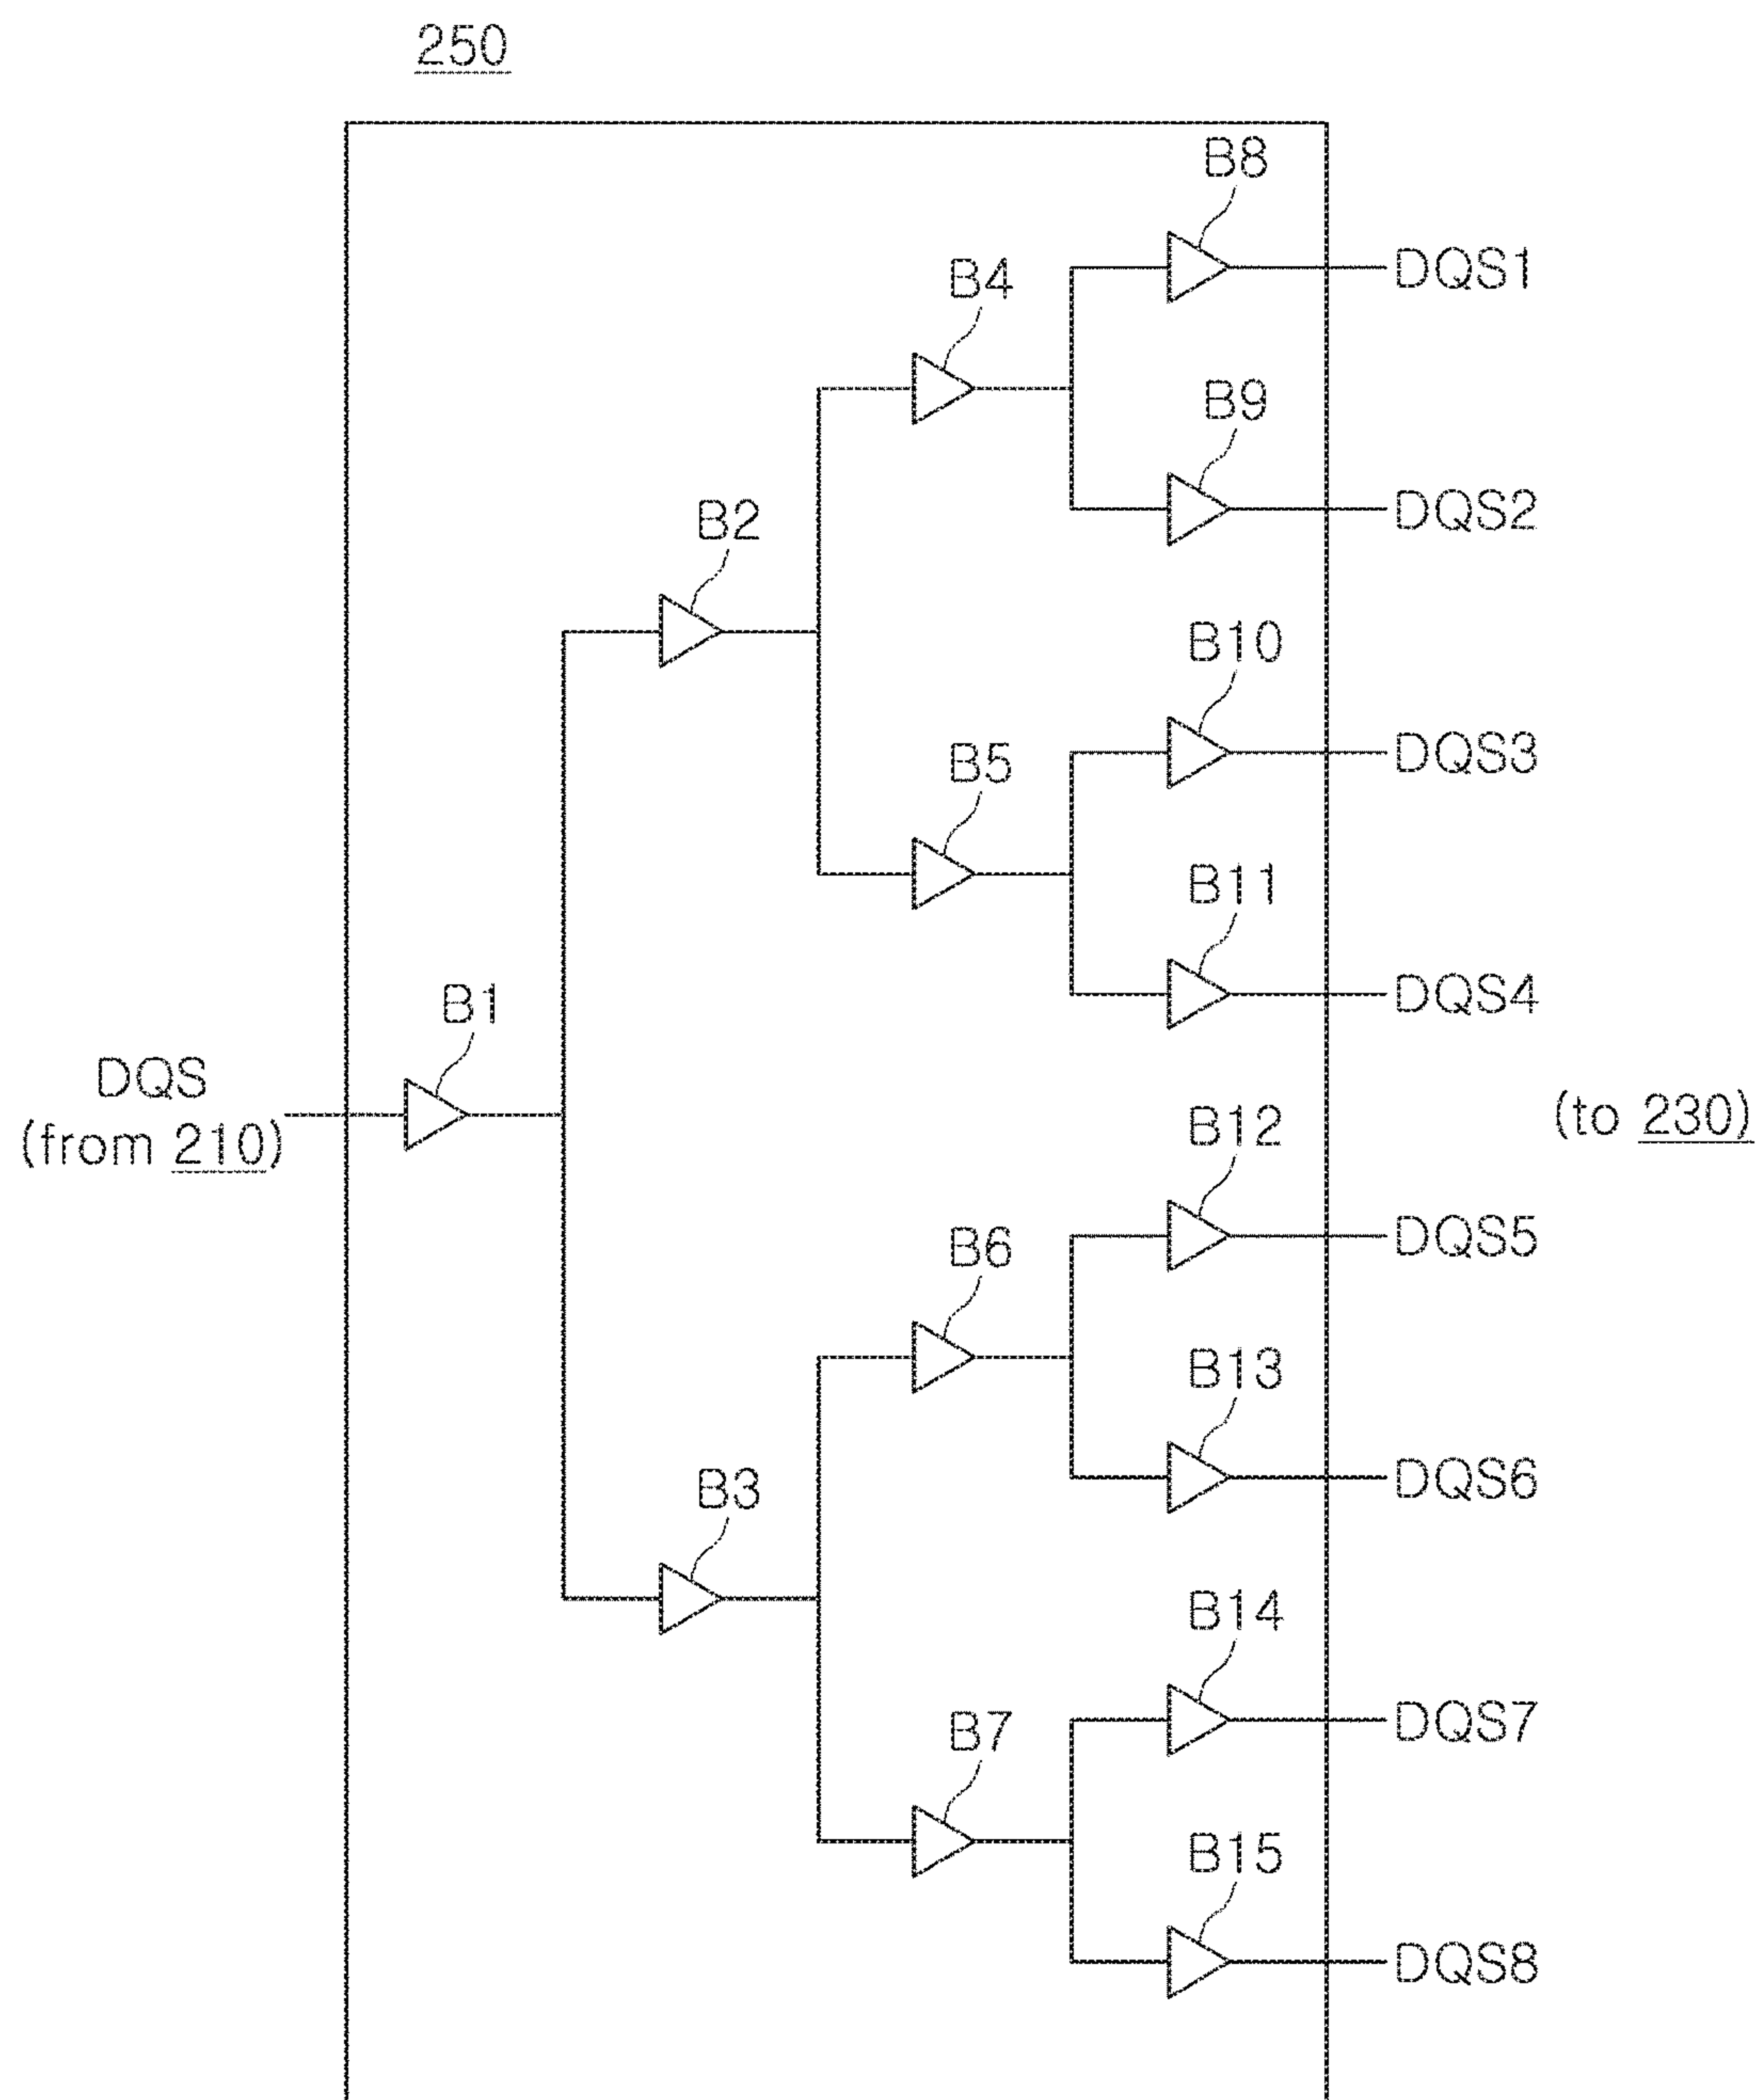 250
B8
DQS1
B4
B9
DQS2
B2
B10
DQS3
B5
B11
DQS4
B1
DQS
(from 210)
(to 230)
B12
DQS5
B6
B13
DQS6
B3
B14
DQS7
B7
B15
DQS8